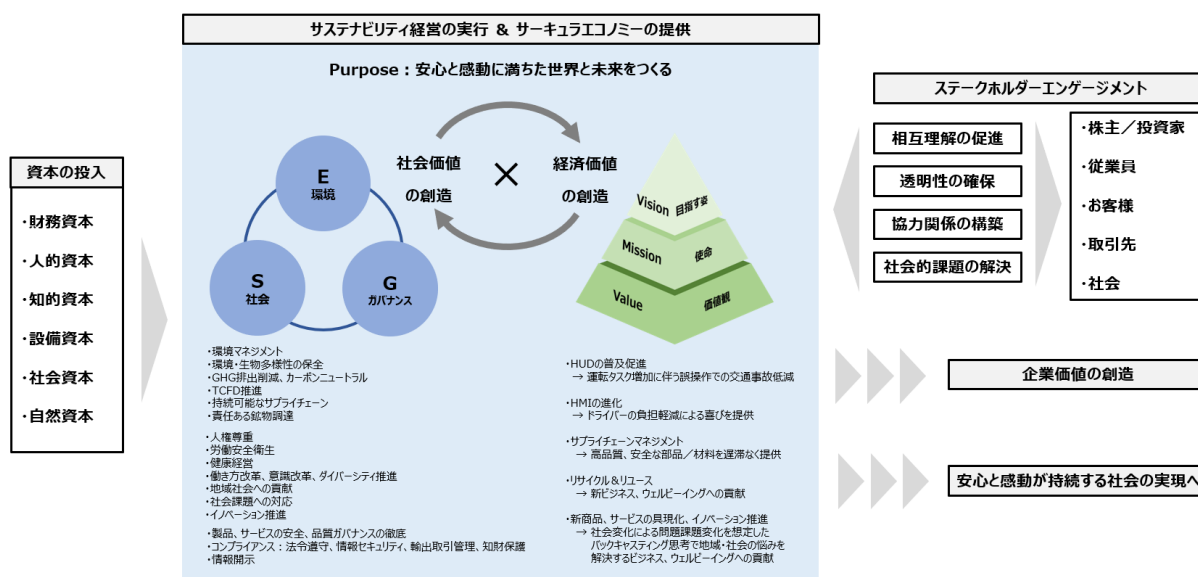 サステナビリティ経営の実行 & サーキュラエコノミーの提供
Purpose : 安心と感動に満ちた世界と未来をつくる
資本の投入
・財務資本
・人的資本
・知的資本
・設備資本
・社会資本
・自然資本
E
環境
S
社会
G
ガバナンス
社会価値
の創造
×
経済価値
の創造
Vision 目指す姿
Mission 使命
Value 価値観
・環境マネジメント
・環境・生物多様性の保全
・GHG排出削減、カーボンニュートラル
・TCFD推進
・持続可能なサプライチェーン
・責任ある鉱物調達
・人権尊重
・労働安全衛生
・健康経営
・働き方改革、意識改革、ダイバーシティ推進
・地域社会への貢献
・社会課題への対応
・イノベーション推進
・製品、サービスの安全、品質ガバナンスの徹底
・コンプライアンス : 法令遵守、情報セキュリティ、輸出取引管理、知財保護
・情報開示
・HUDの普及促進
→ 運転タスク増加に伴う誤操作での交通事故低減
・HMIの進化
→ ドライバーの負担軽減による喜びを提供
・サプライチェーンマネジメント
→ 高品質、安全な部品／材料を遅滞なく提供
・リサイクル＆リユース
→ 新ビジネス、ウェルビーイングへの貢献
・新商品、サービスの具現化、イノベーション推進
→ 社会変化による問題課題変化を想定した
バックキャスティング思考で地域・社会の悩みを
解決するビジネス、ウェルビーイングへの貢献
ステークホルダーエンゲージメント
相互理解の促進
透明性の確保
協力関係の構築
社会的課題の解決
・株主／投資家
・従業員
・お客様
・取引先
・社会
企業価値の創造
安心と感動が持続する社会の実現へ